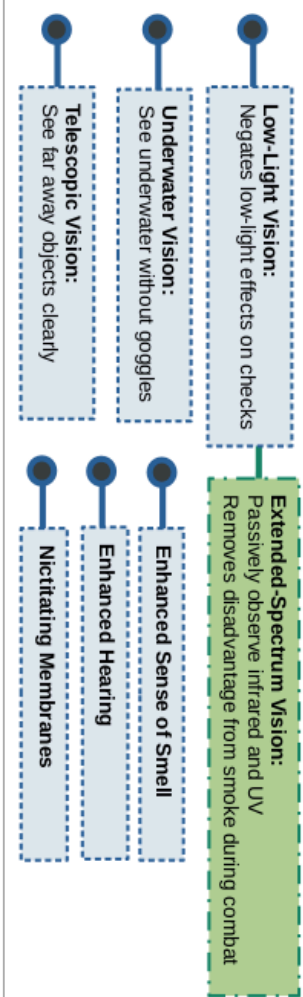 Low-Light Vision:
Negates low-light effects on checks
Extended-Spectrum Vision:
Passively observe infrared and UV
Removes disadvantage from smoke during combat
Underwater Vision:
See underwater without goggles
Enhanced Sense of Smell
Telescopic Vision:
See far away objects clearly
Enhanced Hearing
Nictitating Membranes